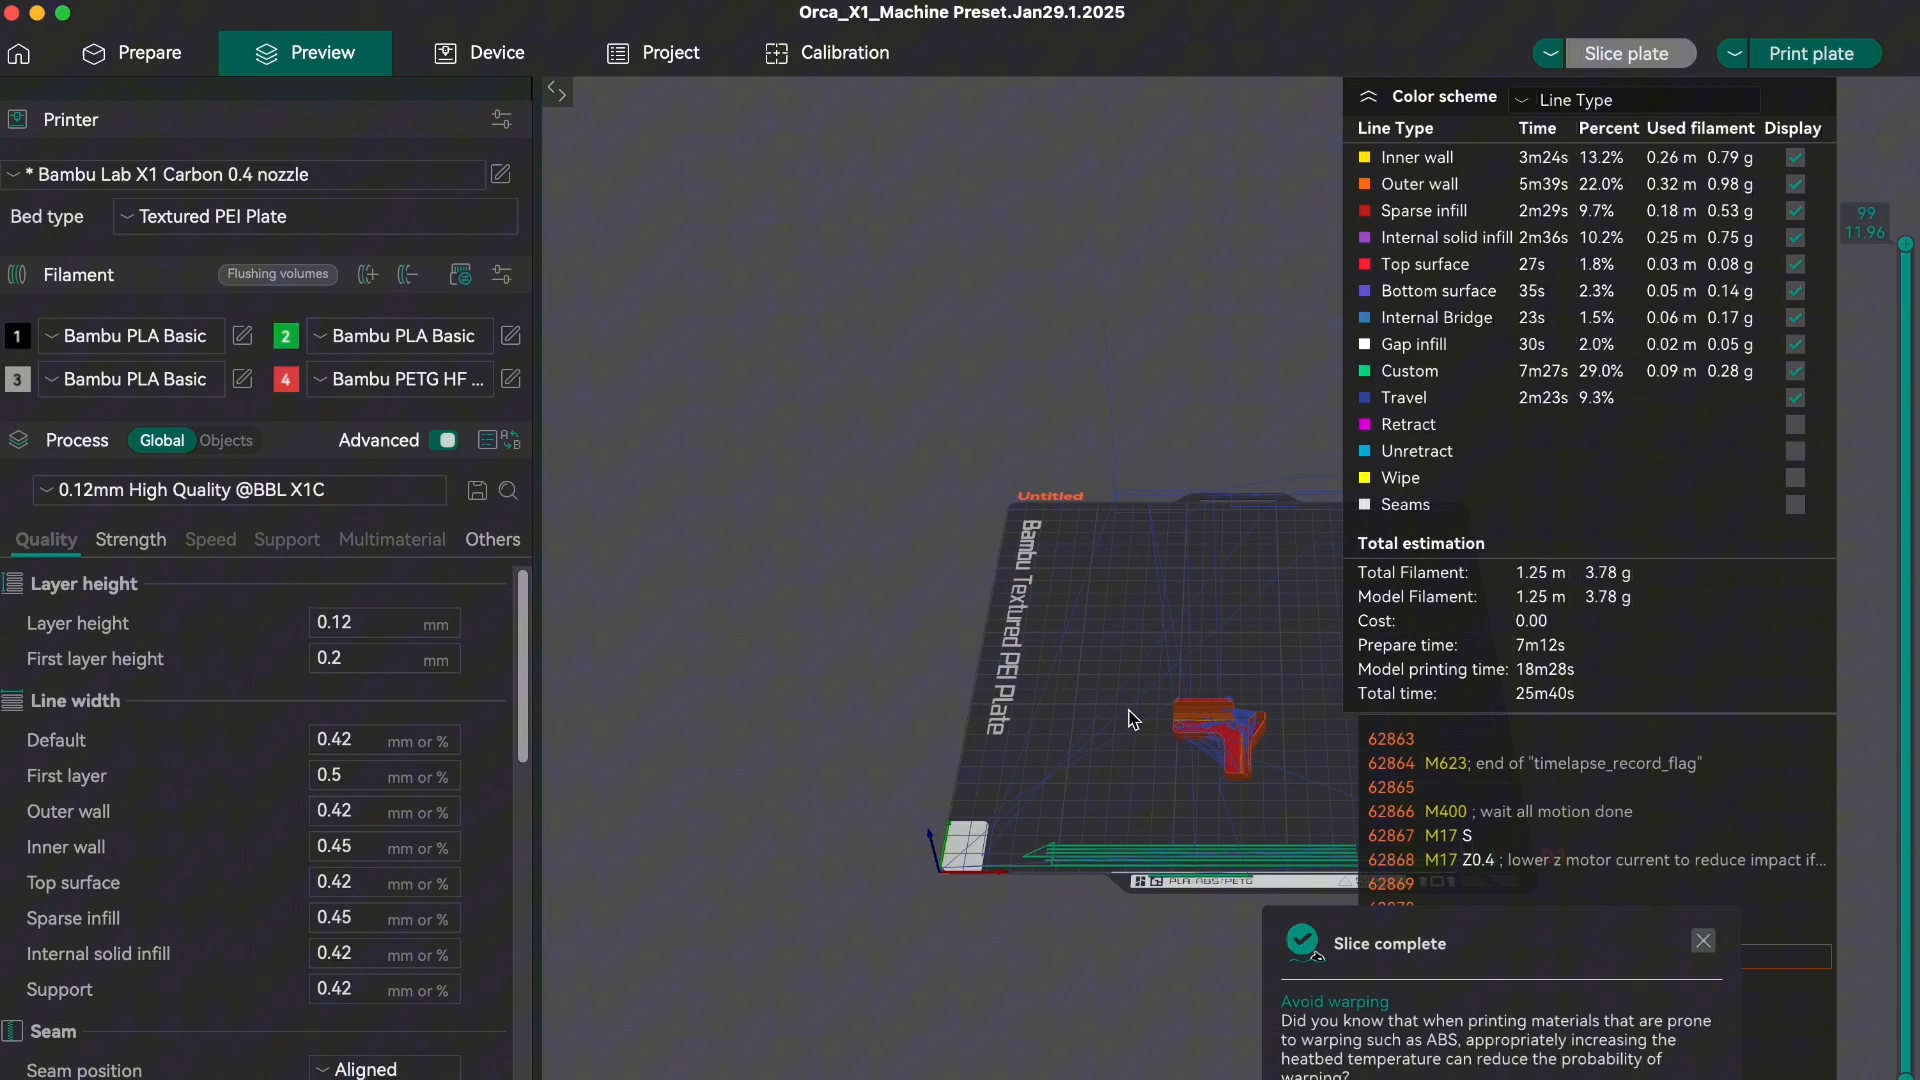 Orca_X1_Machine Preset.Jan29.1.2025
Prepare
Preview
Device
Project
Calibration
Slice plate
Print plate
Printer
* Bambu Lab X1 Carbon 0.4 nozzle
Bed type
Textured PEI Plate
Filament
Flushing volumes
1 Bambu PLA Basic
2 Bambu PLA Basic
3 Bambu PLA Basic
4 Bambu PETG HF ...
Process
Global
Objects
Advanced
0.12mm High Quality @BBL X1C
Quality
Strength
Speed
Support
Multimaterial
Others
Layer height
Layer height 0.12 mm
First layer height 0.2 mm
Line width
Default 0.42 mm or %
First layer 0.5 mm or %
Outer wall 0.42 mm or %
Inner wall 0.45 mm or %
Top surface 0.42 mm or %
Sparse infill 0.45 mm or %
Internal solid infill 0.42 mm or %
Support 0.42 mm or %
Seam
Seam position Aligned
Untitled
Bambu Textured PEI Plate
PLA/ABS/PETG
Color scheme Line Type
Line Type Time Percent Used filament Display
Inner wall 3m24s 13.2% 0.26 m 0.79 g
Outer wall 5m39s 22.0% 0.32 m 0.98 g
Sparse infill 2m29s 9.7% 0.18 m 0.53 g
Internal solid infill 2m36s 10.2% 0.25 m 0.75 g
Top surface 27s 1.8% 0.03 m 0.08 g
Bottom surface 35s 2.3% 0.05 m 0.14 g
Internal Bridge 23s 1.5% 0.06 m 0.17 g
Gap infill 30s 2.0% 0.02 m 0.05 g
Custom 7m27s 29.0% 0.09 m 0.28 g
Travel 2m23s 9.3%
Retract
Unretract
Wipe
Seams
Total estimation
Total Filament: 1.25 m 3.78 g
Model Filament: 1.25 m 3.78 g
Cost: 0.00
Prepare time: 7m12s
Model printing time: 18m28s
Total time: 25m40s
99
11.96
62863
62864 M623; end of "timelapse_record_flag"
62865
62866 M400 ; wait all motion done
62867 M17 S
62868 M17 Z0.4 ; lower z motor current to reduce impact if...
62869
62870
Slice complete
Avoid warping
Did you know that when printing materials that are prone
to warping such as ABS, appropriately increasing the
heatbed temperature can reduce the probability of
warping?